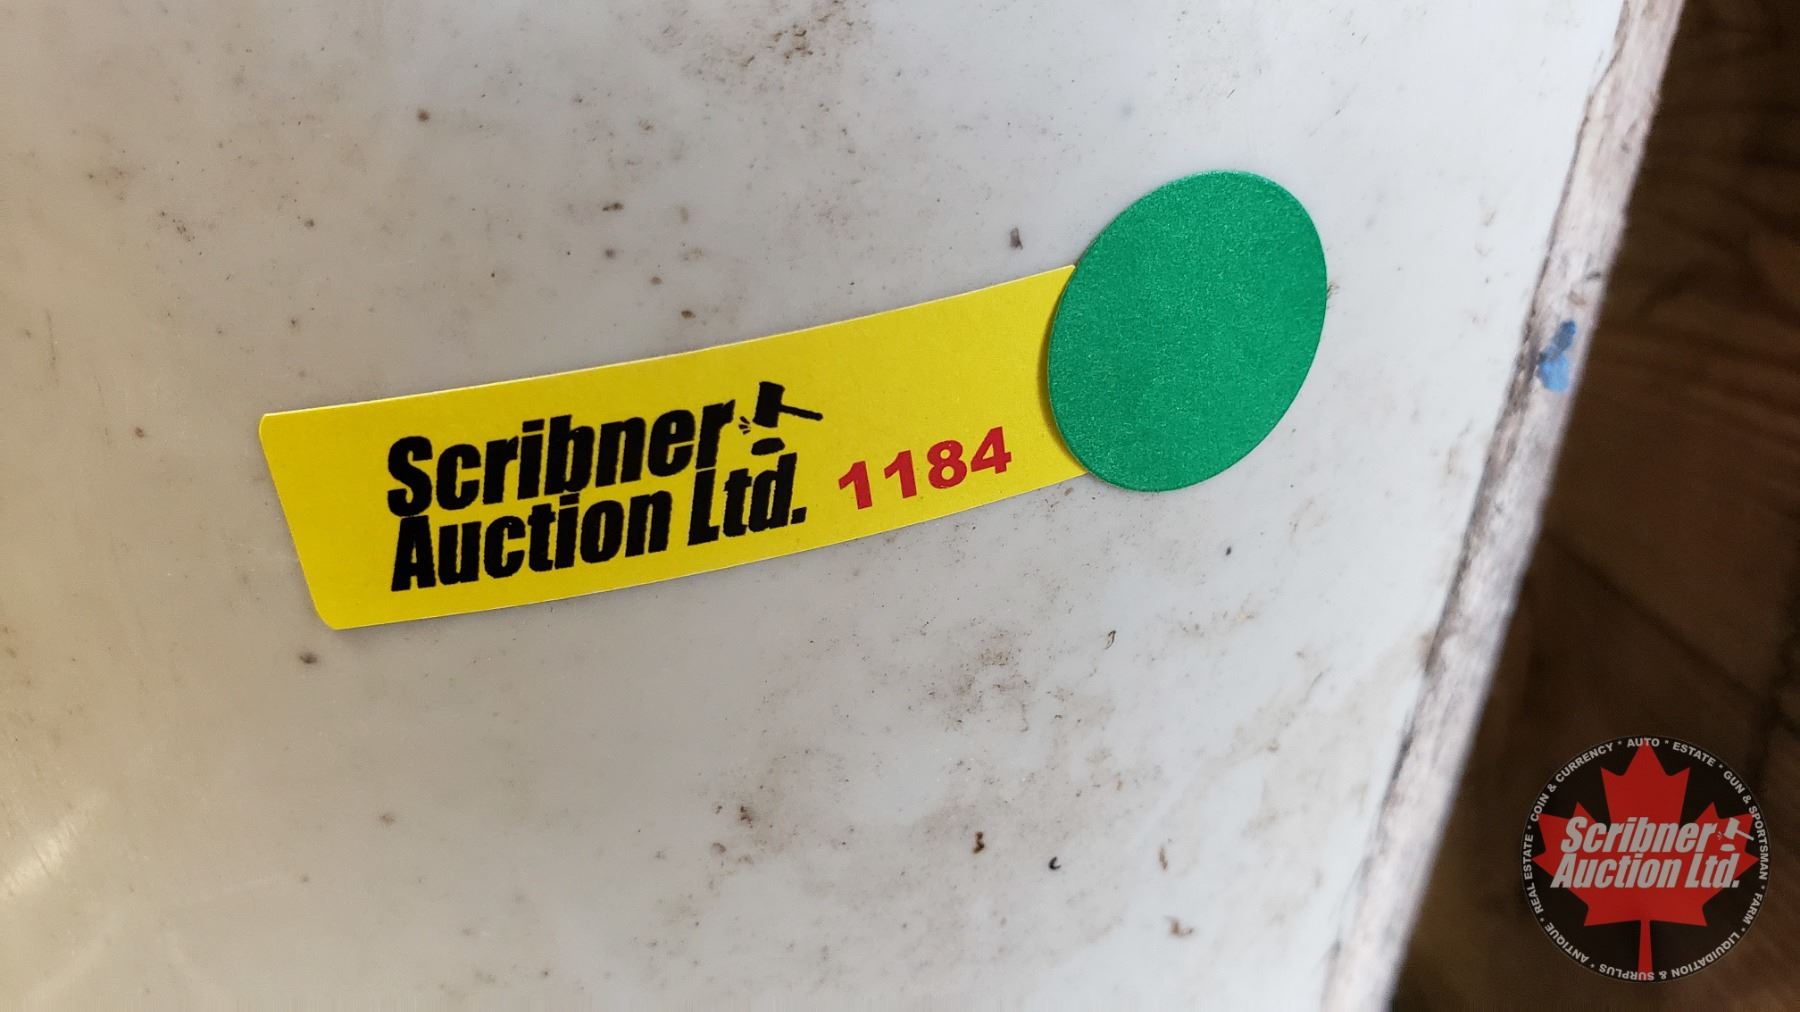 Scribner
Auction Ltd.
1184
COIN & CURRENCY * AUTO * ESTATE * GUN & SPORTSMAN * FARM * LIQUIDATION & SURPLUS * ANTIQUE * REAL ESTATE *
Scribner
Auction Ltd.